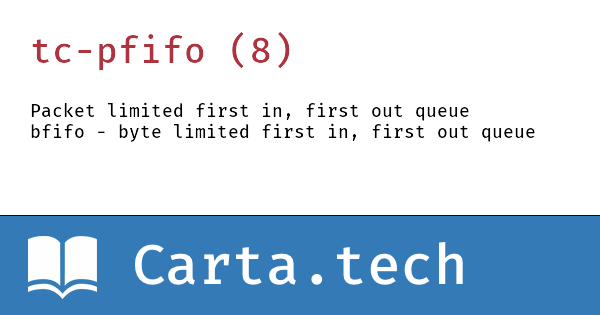 tc-pfifo (8)
Packet limited first in, first out queue
bfifo - byte limited first in, first out queue
Carta.tech